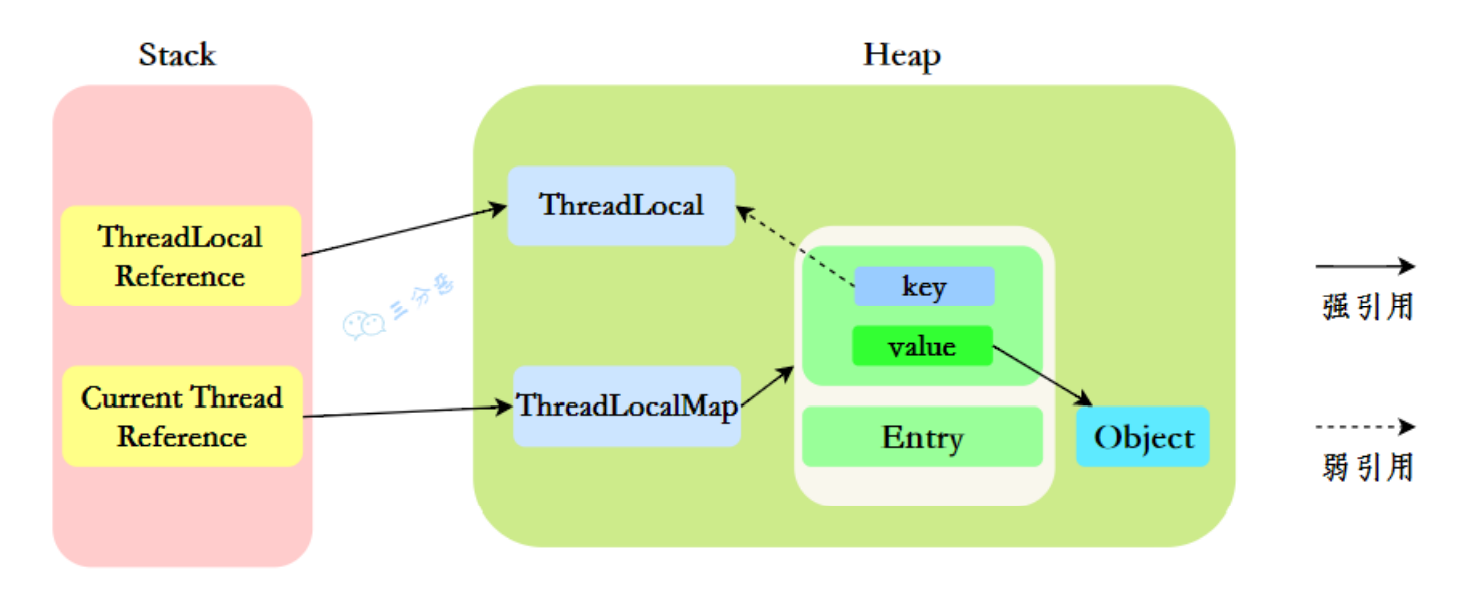 Stack
Heap
ThreadLocal
Reference
ThreadLocal
key
value
三分恶
强引用
Current Thread
Reference
ThreadLocalMap
Entry
Object
弱引用